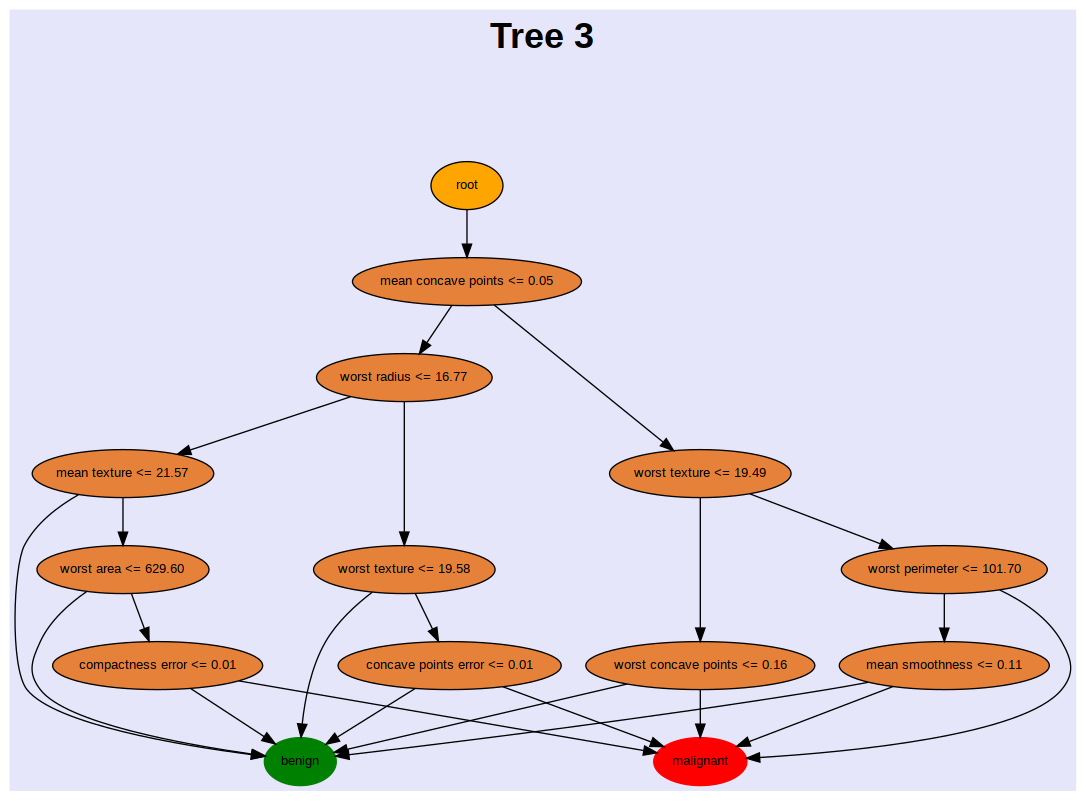 Tree 3
root
mean concave points <= 0.05
worst radius <= 16.77
mean texture <= 21.57
worst texture <= 19.49
worst area <= 629.60
worst texture <= 19.58
worst perimeter <= 101.70
compactness error <= 0.01
concave points error <= 0.01
worst concave points <= 0.16
mean smoothness <= 0.11
benign
malignant